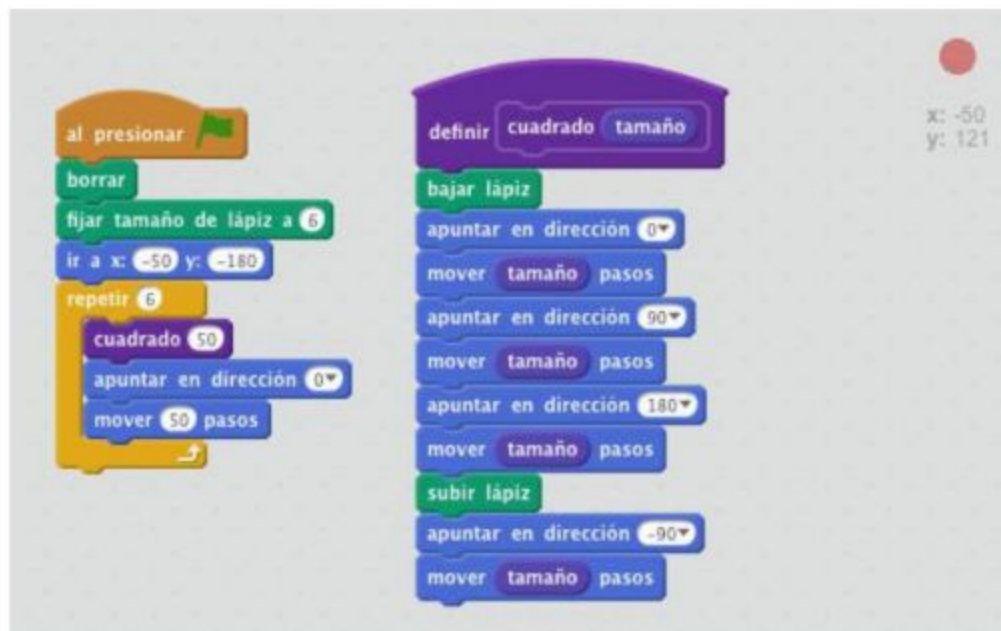 al presionar
borrar
fijar tamaño de lápiz a 6
ir a x: -50 y: -180
repetir 6
cuadrado 50
apuntar en dirección 0
mover 50 pasos
definir cuadrado tamaño
bajar lápiz
apuntar en dirección 0
mover tamaño pasos
apuntar en dirección 90
mover tamaño pasos
apuntar en dirección 180
mover tamaño pasos
subir lápiz
apuntar en dirección -90
mover tamaño pasos
x: -50
y: 121